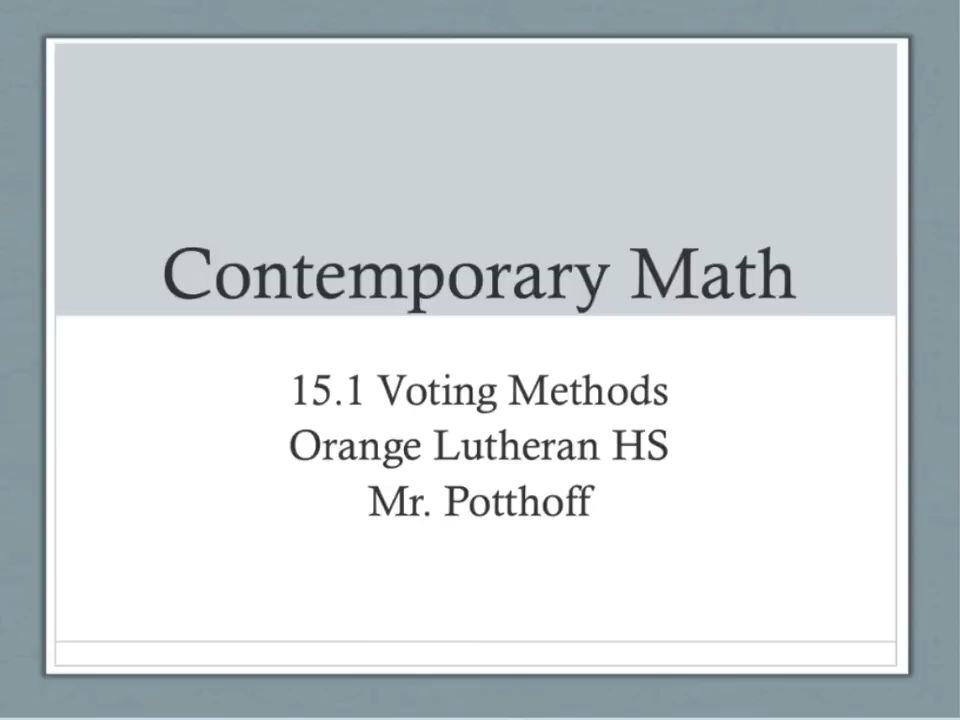 Contemporary Math
15.1 Voting Methods
Orange Lutheran HS
Mr. Potthoff